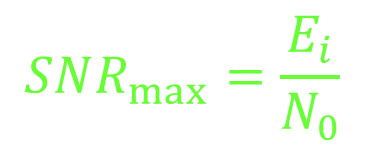 SNR_max = E_i / N_0